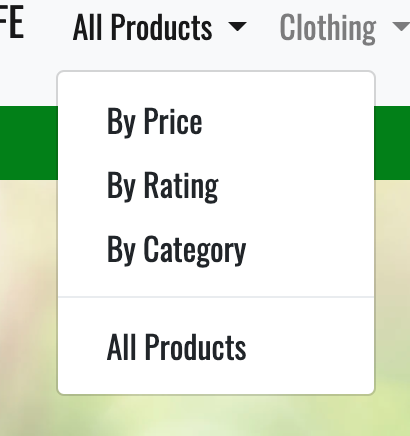 FE All Products Clothing
By Price
By Rating
By Category
All Products